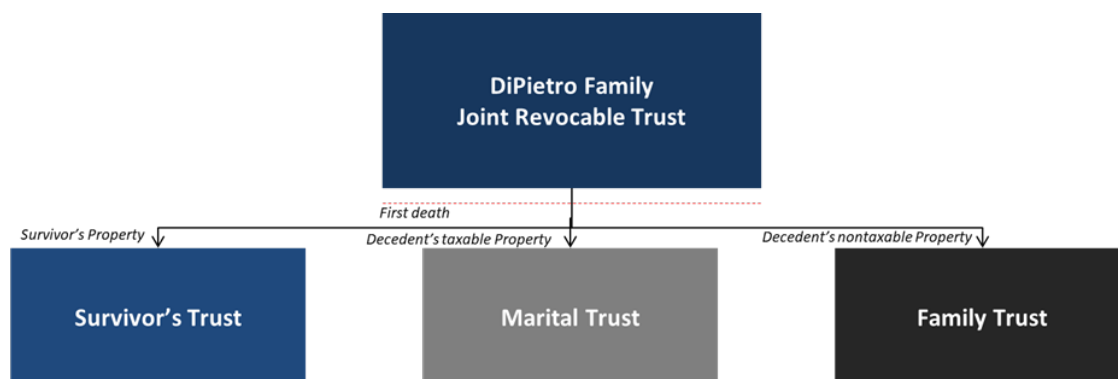 DiPietro Family
Joint Revocable Trust
First death
Survivor's Property
Decedent's taxable Property
Decedent's nontaxable Property
Survivor's Trust
Marital Trust
Family Trust